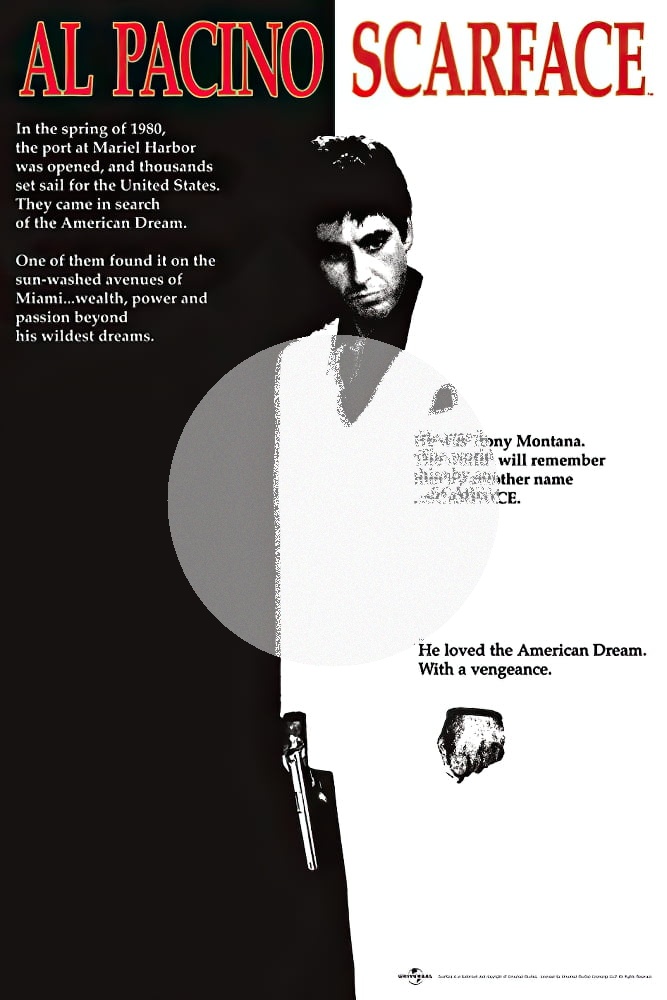 AL PACINO SCARFACE
In the spring of 1980,
the port at Mariel Harbor
was opened, and thousands
set sail for the United States.
They came in search
of the American Dream.
One of them found it on the
sun-washed avenues of
Miami...wealth, power and
passion beyond
his wildest dreams.
Montana.
will remember
name
He loved the American Dream.
With a vengeance.
UNIVERSAL